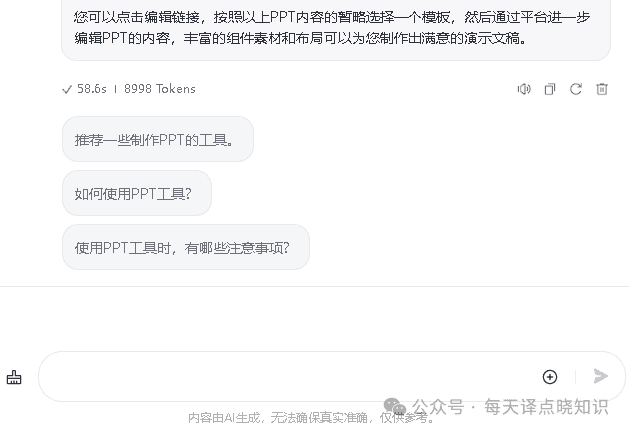 您可以点击编辑链接，按照以上PPT内容的暂略选择一个模板，然后通过平台进一步
编辑PPT的内容，丰富的组件素材和布局可以为您制作出满意的演示文稿。
58.6s | 8998 Tokens
推荐一些制作PPT的工具。
如何使用PPT工具？
使用PPT工具时，有哪些注意事项？
公众号 · 每天译点晓知识
内容由AI生成，无法确保真实准确，仅供参考。